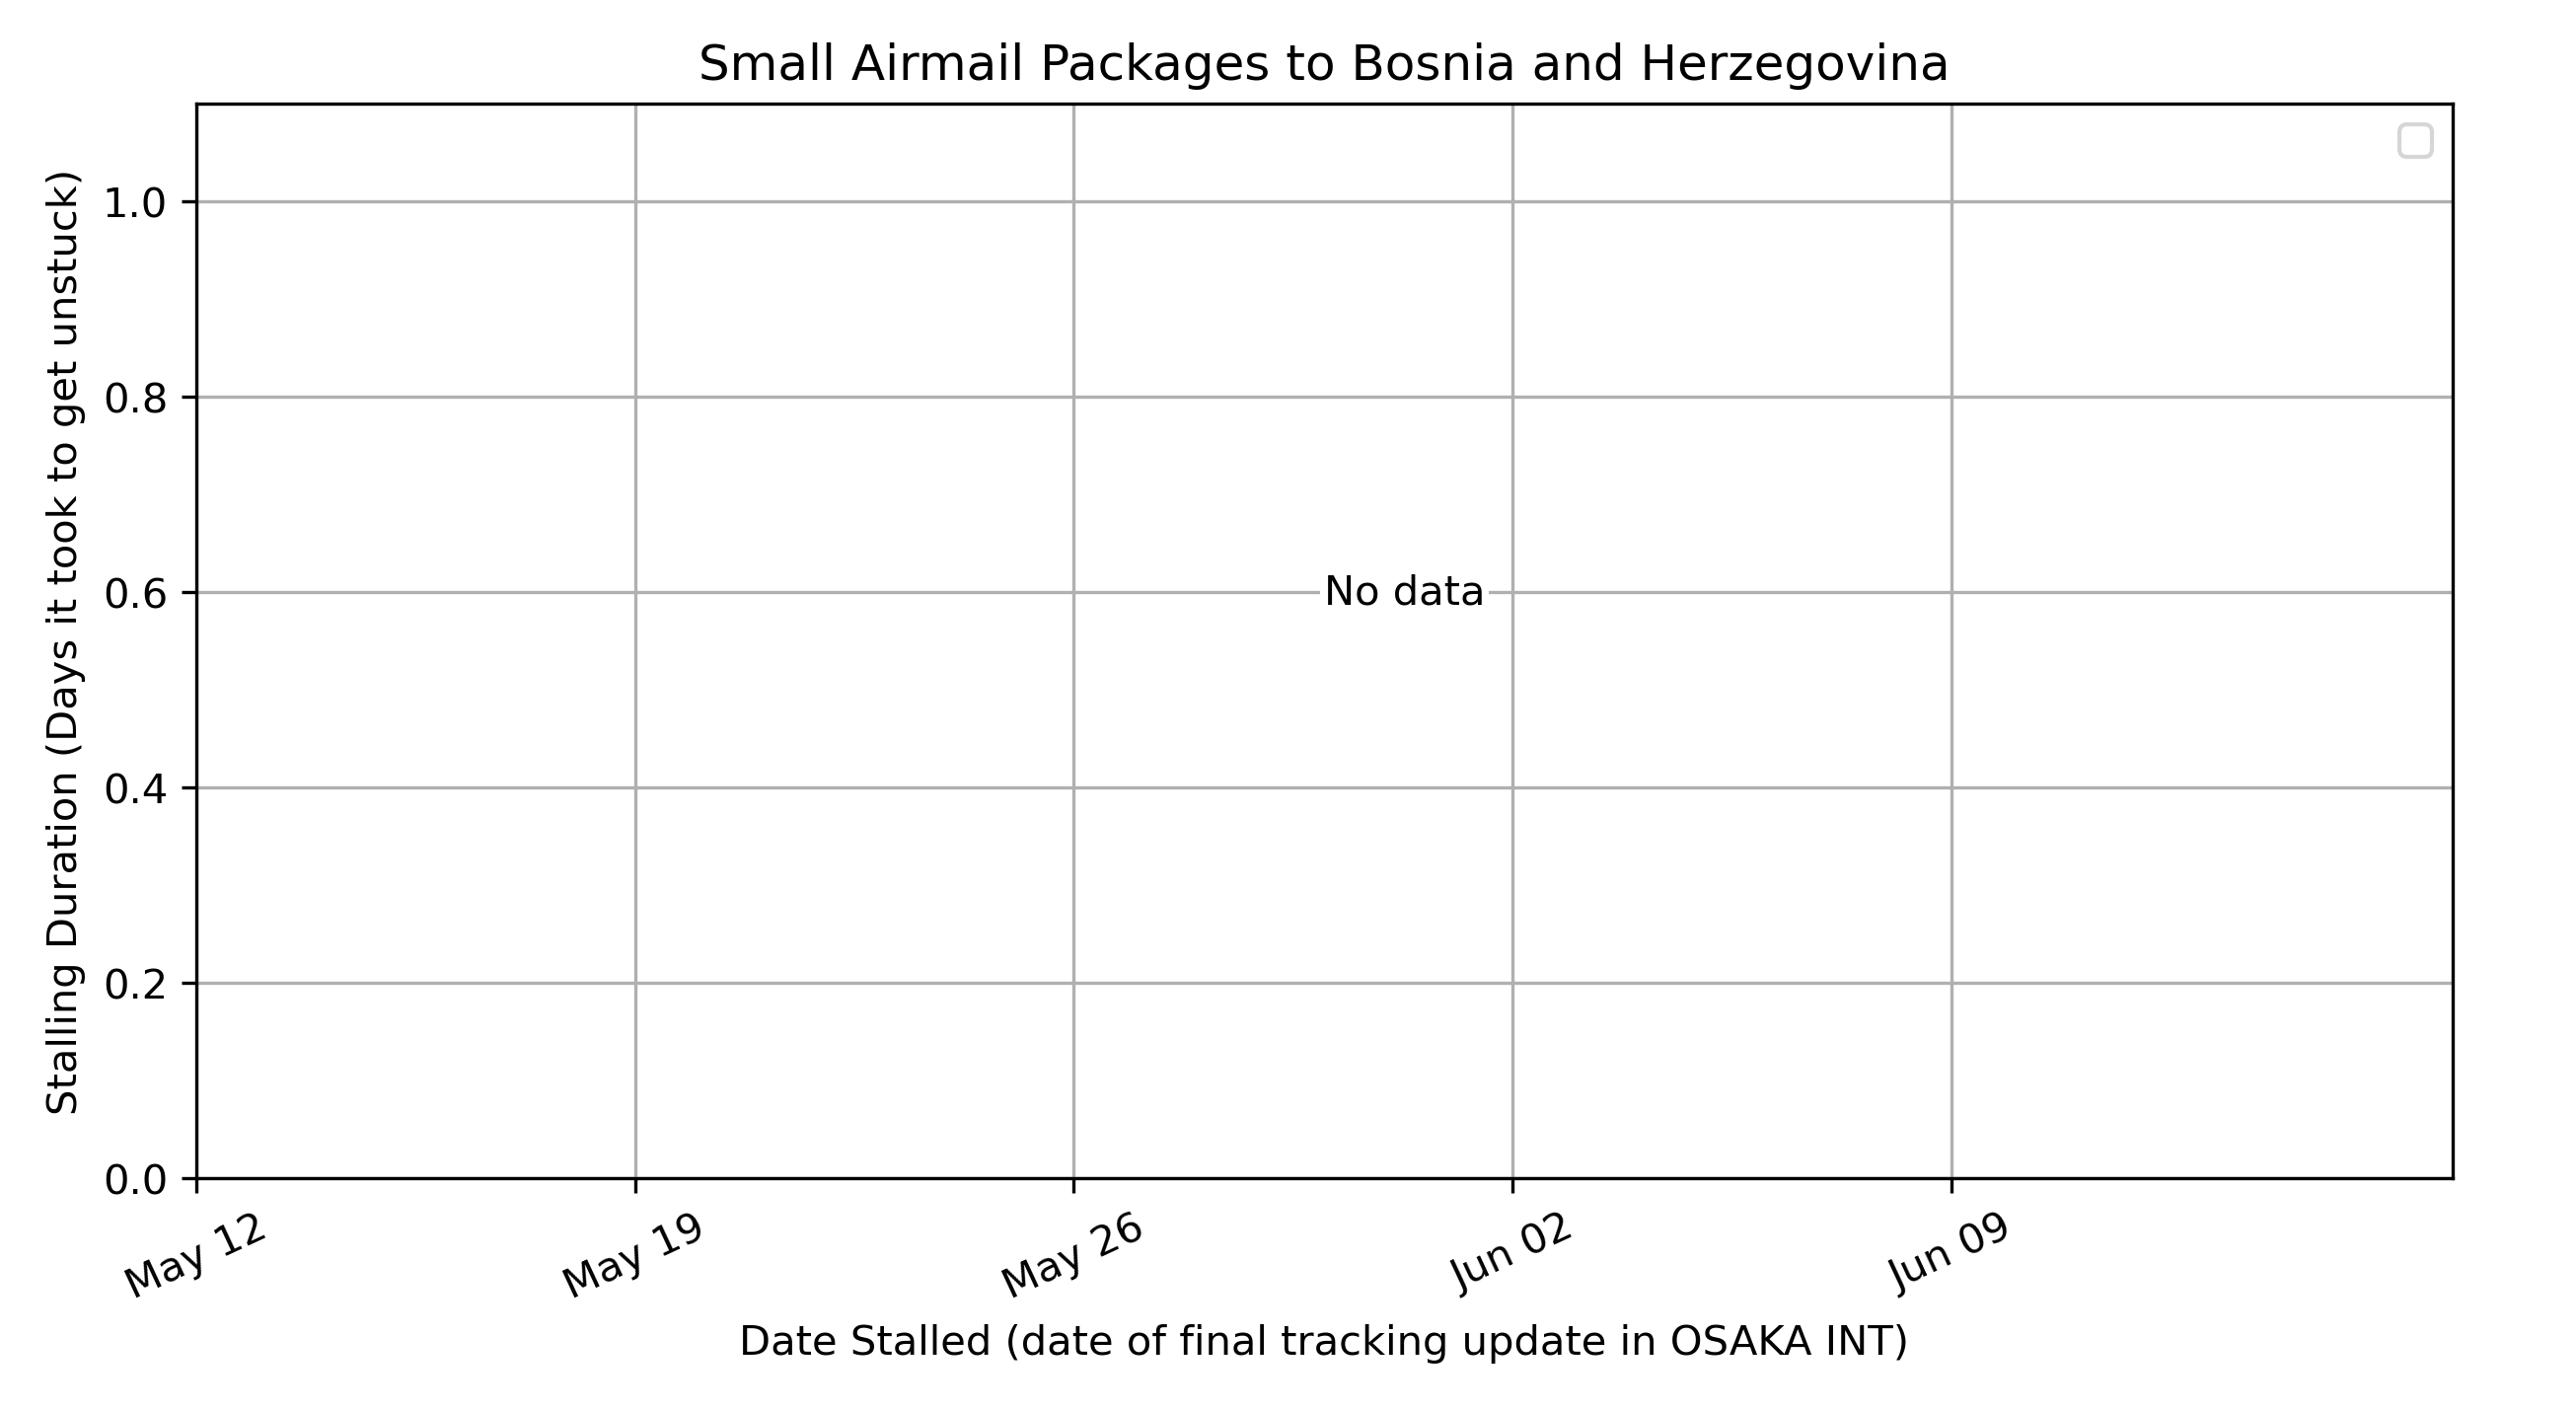 Small Airmail Packages to Bosnia and Herzegovina
Stalling Duration (Days it took to get unstuck)
1.0
0.8
0.6
0.4
0.2
0.0
No data
May 12
May 19
May 26
Jun 02
Jun 09
Date Stalled (date of final tracking update in OSAKA INT)